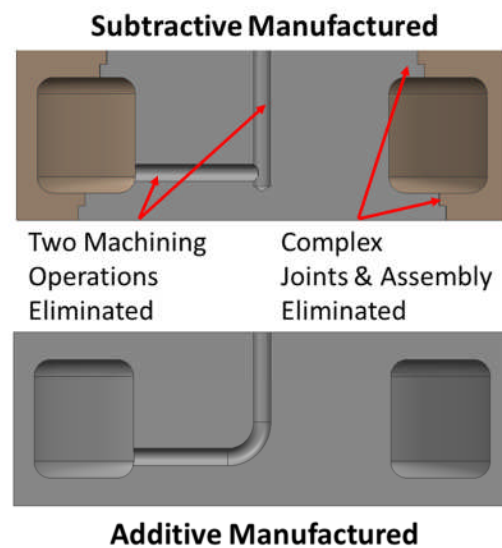 Subtractive Manufactured
Two Machining
Operations
Eliminated
Complex
Joints & Assembly
Eliminated
Additive Manufactured